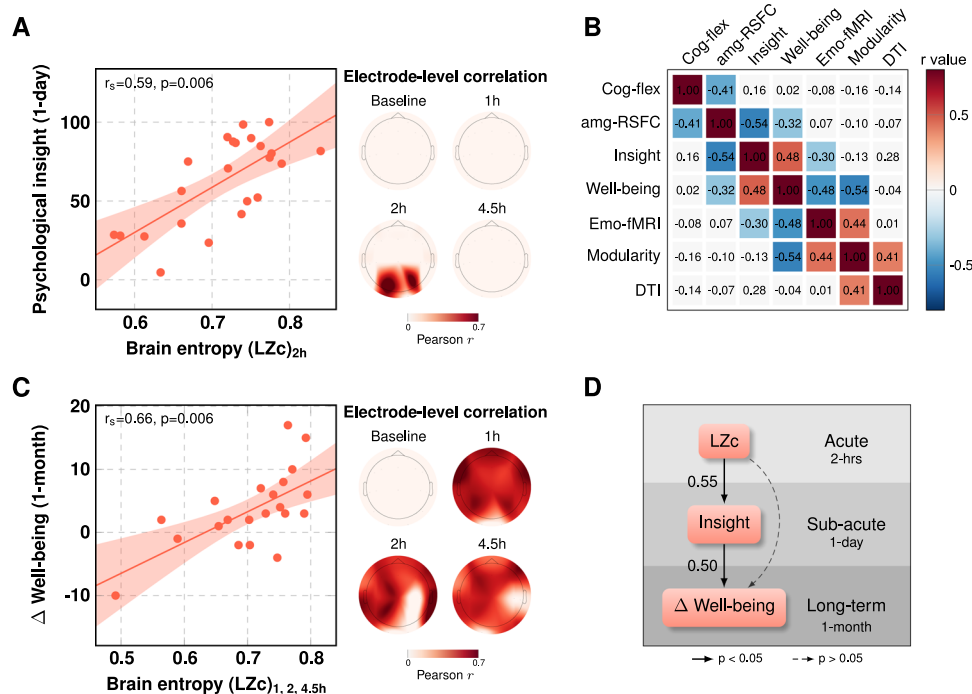 A
Psychological insight (1-day)
rs=0.59, p=0.006
100
50
0
0.6 0.7 0.8
Brain entropy (LZc)2h
Electrode-level correlation
Baseline 1h
2h 4.5h
0 0.7
Pearson r
B
Cog-flex amg-RSFC Insight Well-being Emo-fMRI Modularity DTI
r value
Cog-flex 1.00 -0.41 0.16 0.02 -0.08 -0.16 -0.14
amg-RSFC -0.41 1.00 -0.54 -0.32 0.07 -0.10 -0.07
Insight 0.16 -0.54 1.00 0.48 -0.30 -0.13 0.28
Well-being 0.02 -0.32 0.48 1.00 -0.48 -0.54 -0.04
Emo-fMRI -0.08 0.07 -0.30 -0.48 1.00 0.44 0.01
Modularity -0.16 -0.10 -0.13 -0.54 0.44 1.00 0.41
DTI -0.14 -0.07 0.28 -0.04 0.01 0.41 1.00
0.5
0
-0.5
C
Δ Well-being (1-month)
rs=0.66, p=0.006
20
10
0
-10
0.5 0.6 0.7 0.8
Brain entropy (LZc)1, 2, 4.5h
Electrode-level correlation
Baseline 1h
2h 4.5h
0 0.7
Pearson r
D
LZc
Acute
2-hrs
0.55
Insight
Sub-acute
1-day
0.50
Δ Well-being
Long-term
1-month
p < 0.05 p > 0.05